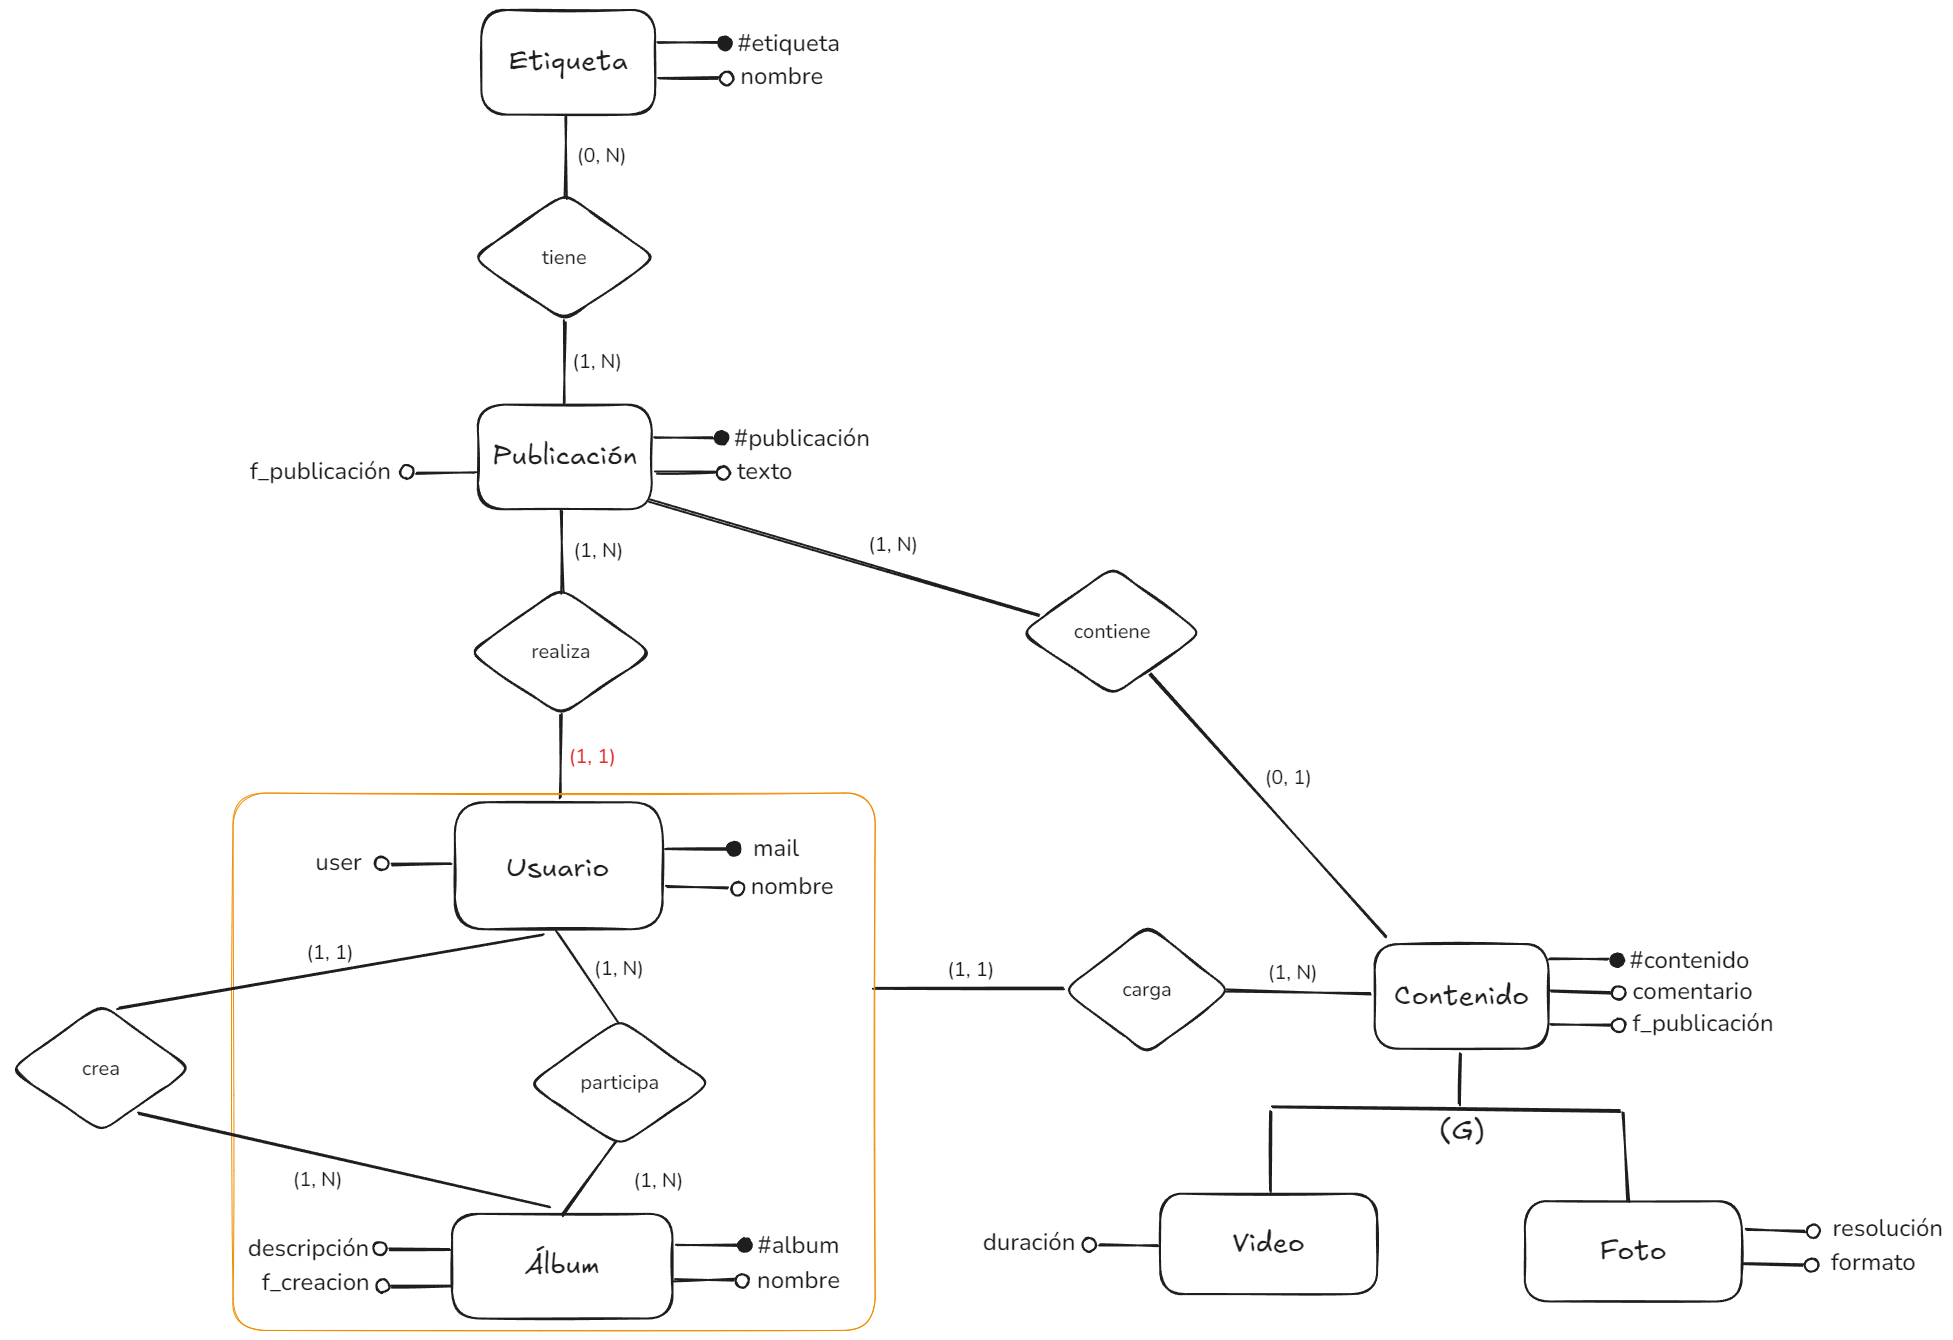 Etiqueta
#etiqueta
nombre
(0, N)
tiene
(1, N)
Publicación
#publicación
texto
f_publicación
(1, N)
(1, N)
contiene
realiza
(1, 1)
(0, 1)
Usuario
user
mail
nombre
(1, 1)
(1, N)
(1, 1)
carga
(1, N)
Contenido
#contenido
comentario
f_publicación
crea
participa
(G)
(1, N)
(1, N)
descripción
f_creacion
Álbum
#album
nombre
duración
Video
Foto
resolución
formato